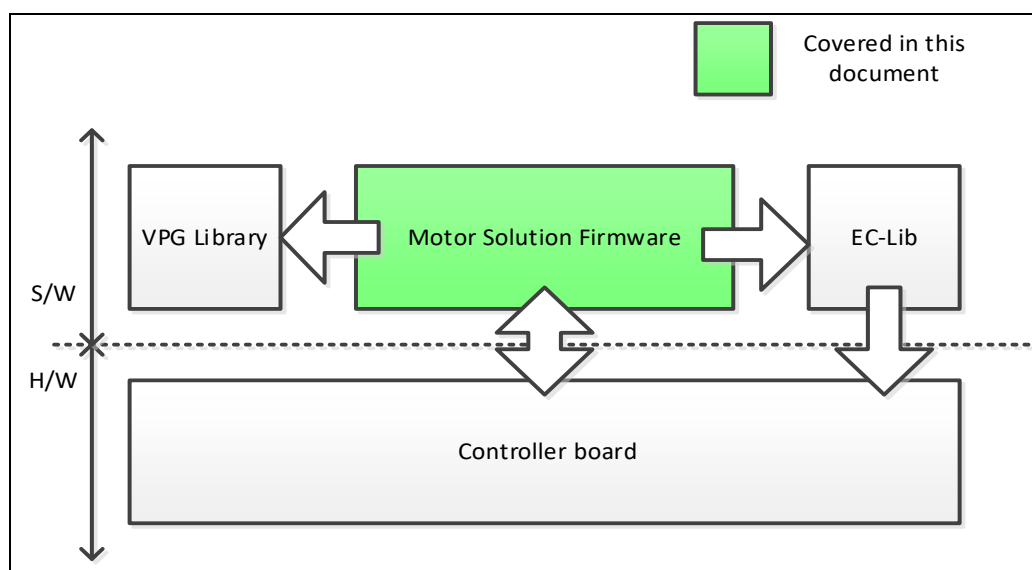 Covered in this
document
VPG Library
Motor Solution Firmware
EC-Lib
S/W
H/W
Controller board